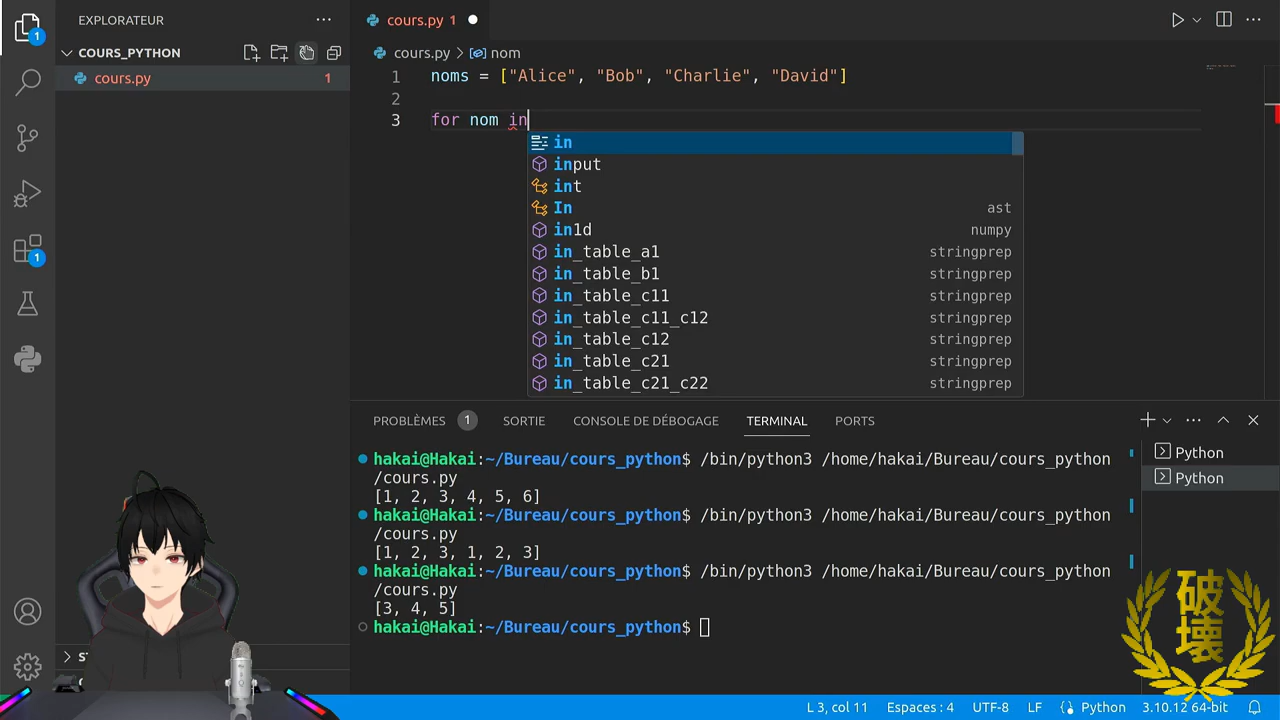 EXPLORATEUR
COURS_PYTHON
cours.py 1
cours.py 1
cours.py > nom
1 noms = ["Alice", "Bob", "Charlie", "David"]
2
3 for nom in
in
input
int
In ast
in1d numpy
in_table_a1 stringprep
in_table_b1 stringprep
in_table_c11 stringprep
in_table_c11_c12 stringprep
in_table_c12 stringprep
in_table_c21 stringprep
in_table_c21_c22 stringprep
PROBLÈMES 1 SORTIE CONSOLE DE DÉBOGAGE TERMINAL PORTS
hakai@Hakai:~/Bureau/cours_python$ /bin/python3 /home/hakai/Bureau/cours_python
/cours.py
[1, 2, 3, 4, 5, 6]
hakai@Hakai:~/Bureau/cours_python$ /bin/python3 /home/hakai/Bureau/cours_python
/cours.py
[1, 2, 3, 1, 2, 3]
hakai@Hakai:~/Bureau/cours_python$ /bin/python3 /home/hakai/Bureau/cours_python
/cours.py
[3, 4, 5]
hakai@Hakai:~/Bureau/cours_python$
Python
Python
1
1
破
壊
L 3, col 11 Espaces : 4 UTF-8 LF Python 3.10.12 64-bit